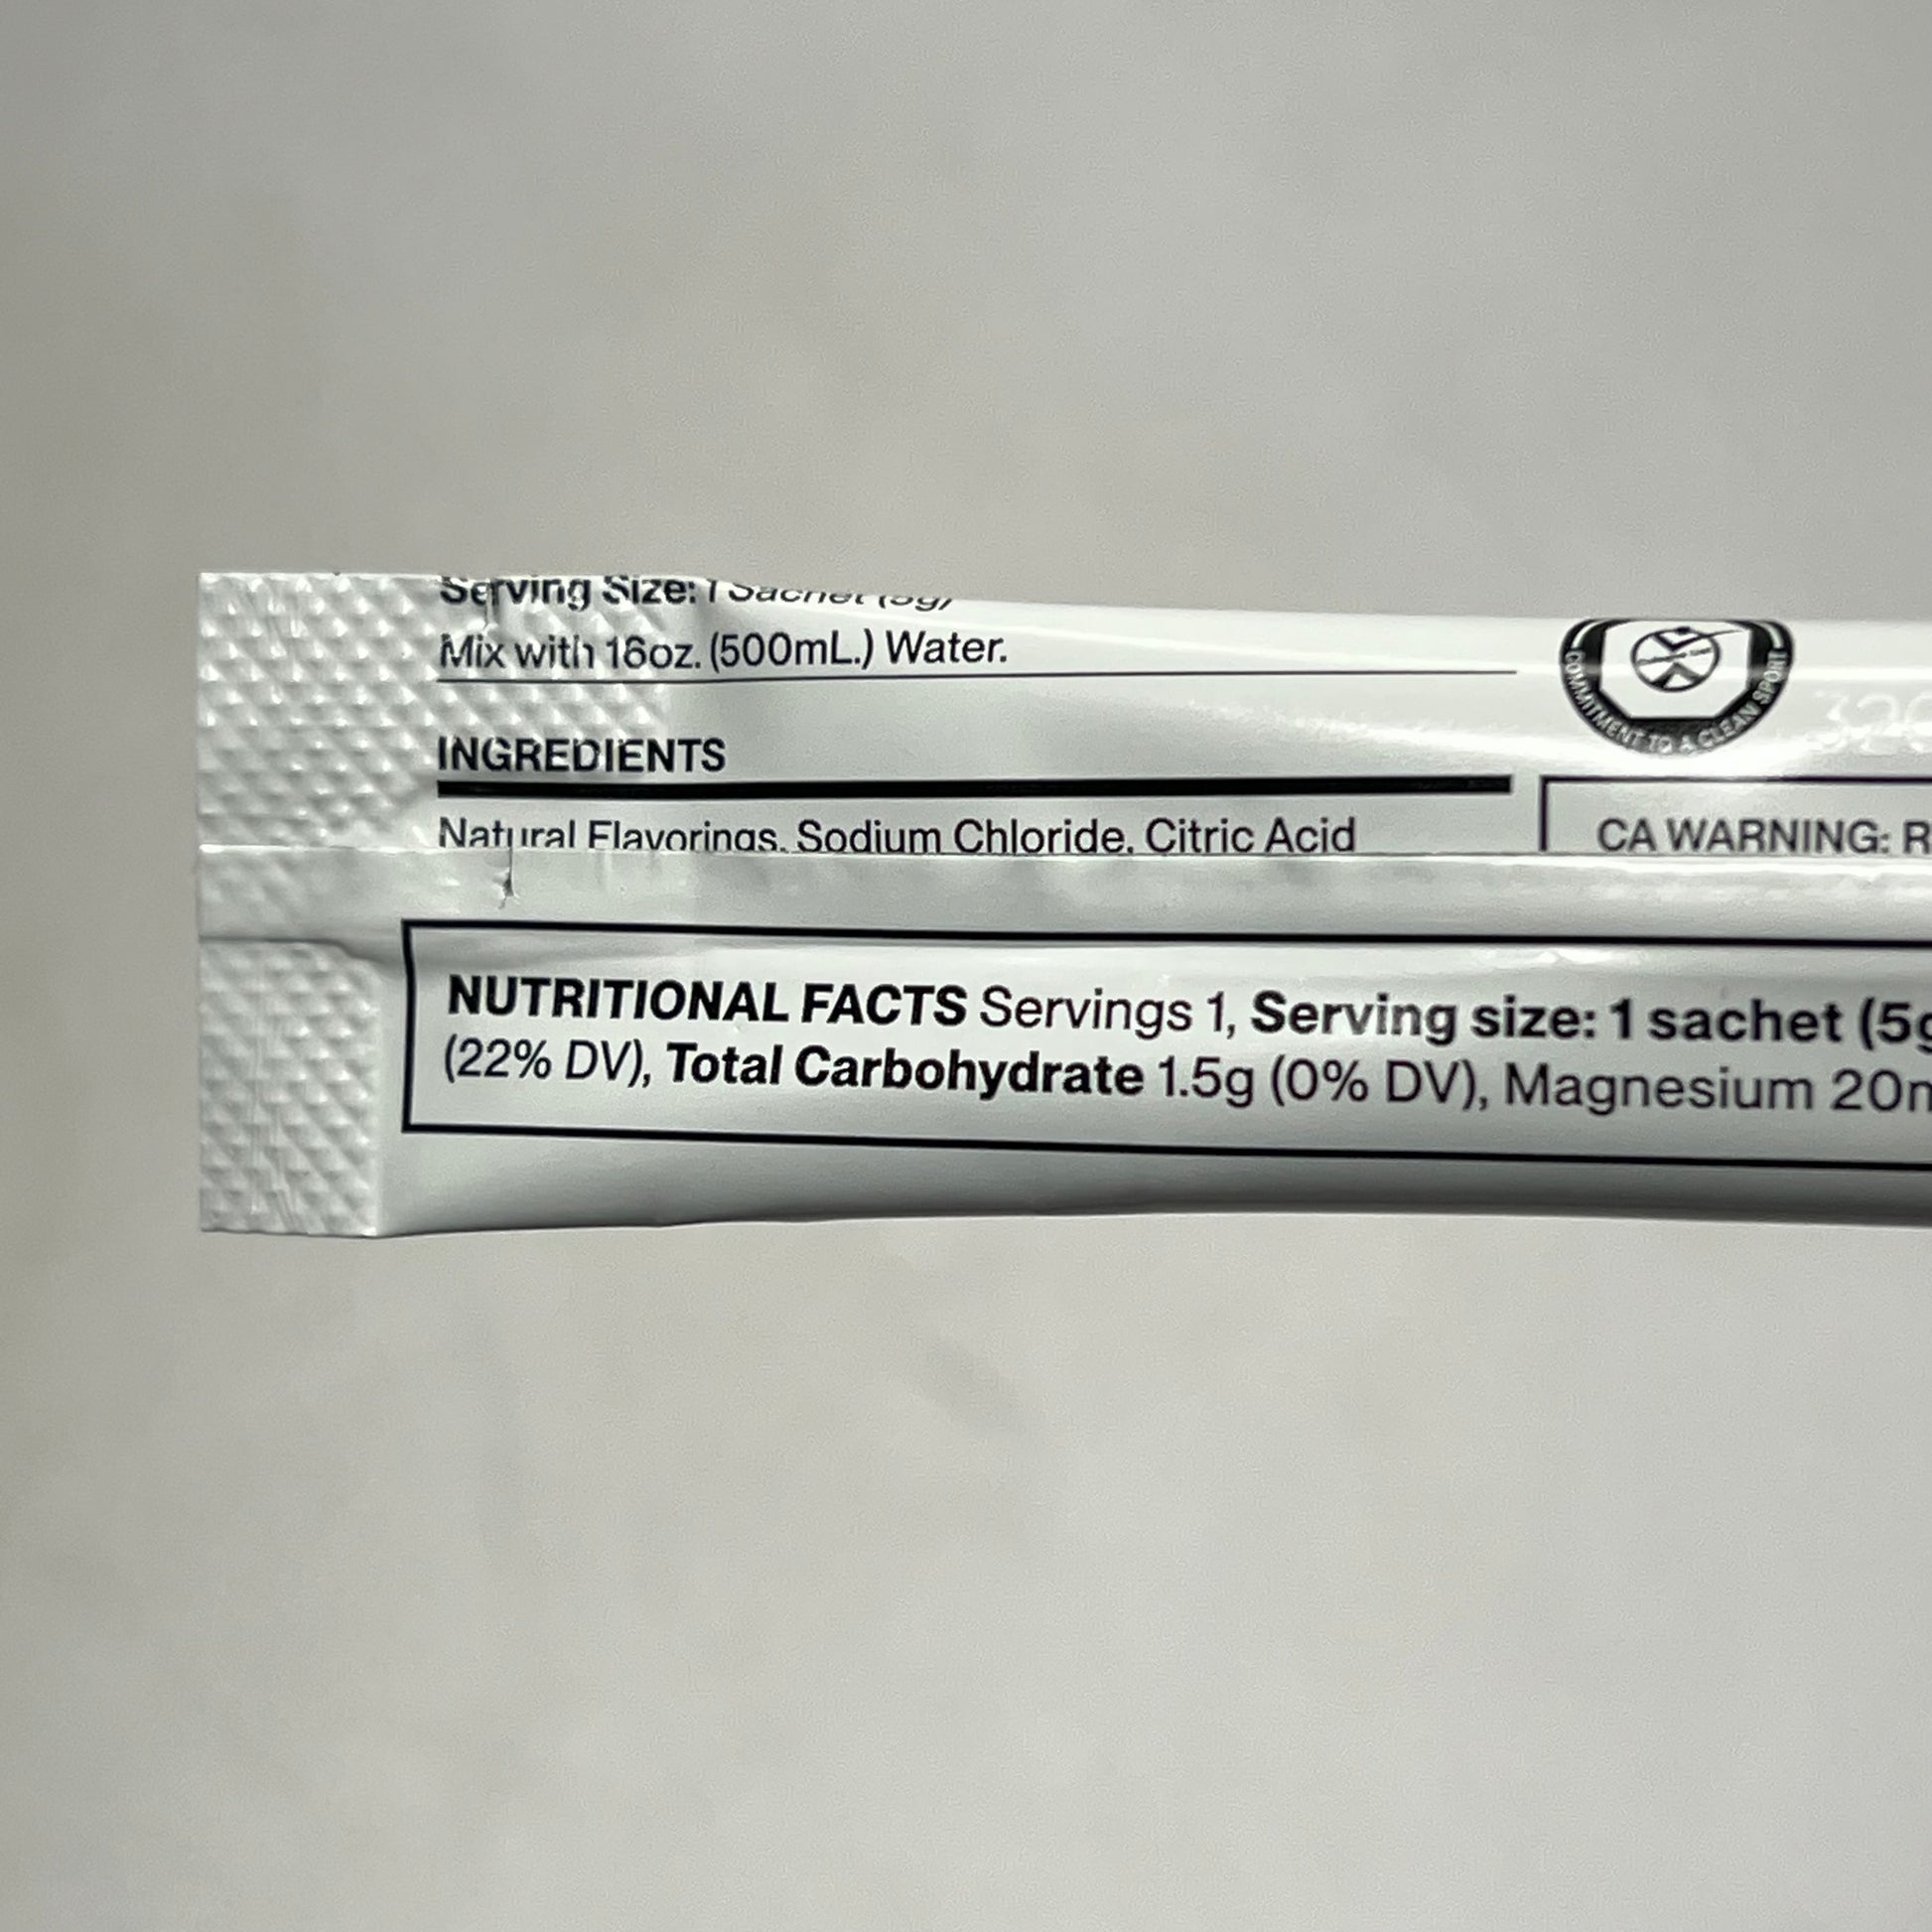 Serving Size: 1 Sachet (5g)
Mix with 16oz. (500mL.) Water.
INGREDIENTS
Natural Flavorings, Sodium Chloride, Citric Acid
COMMITMENT TO A CLEAN SPORT
CA WARNING:
NUTRITIONAL FACTS Servings 1, Serving size: 1 sachet (5g
(22% DV), Total Carbohydrate 1.5g (0% DV), Magnesium 20